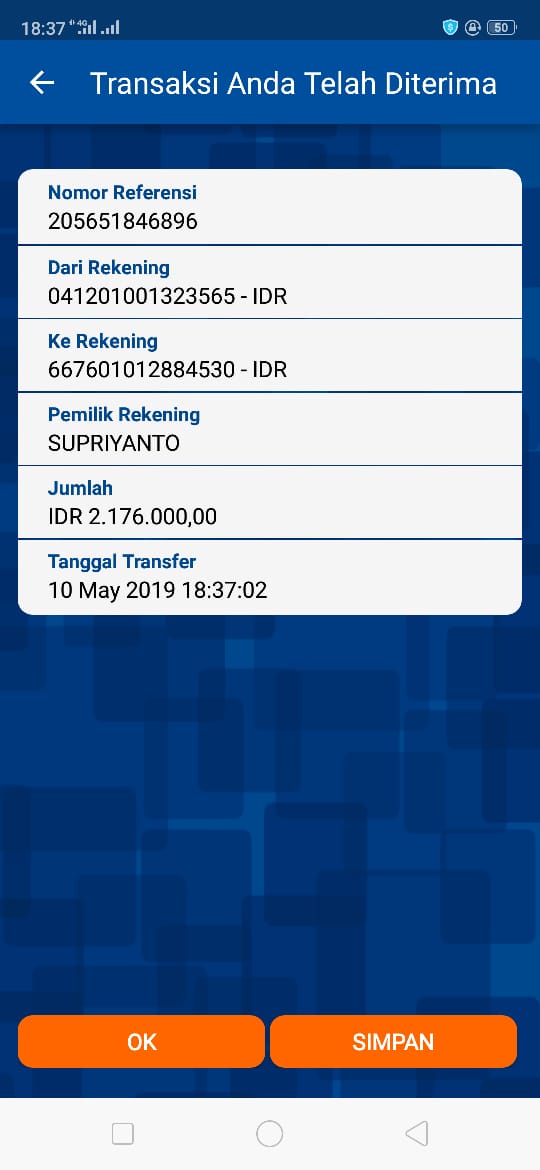 18:37
4G
50
Transaksi Anda Telah Diterima
Nomor Referensi
205651846896
Dari Rekening
041201001323565 - IDR
Ke Rekening
667601012884530 - IDR
Pemilik Rekening
SUPRIYANTO
Jumlah
IDR 2.176.000,00
Tanggal Transfer
10 May 2019 18:37:02
OK
SIMPAN